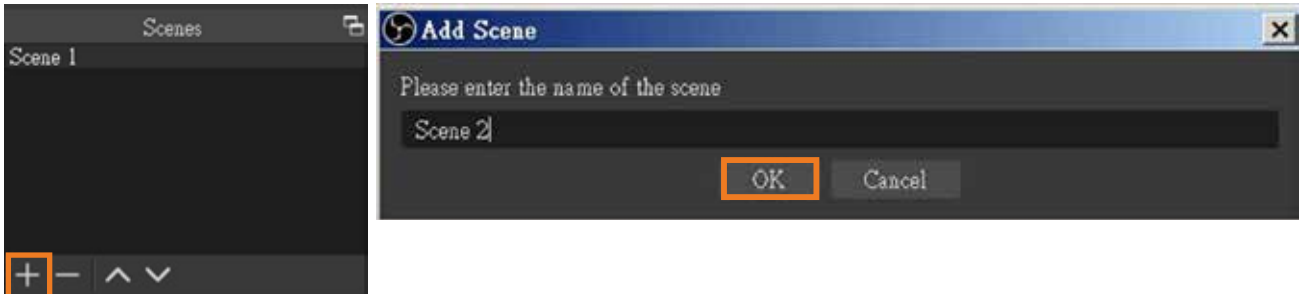 Scenes
Scene 1
Add Scene
Please enter the name of the scene
Scene 2
OK
Cancel